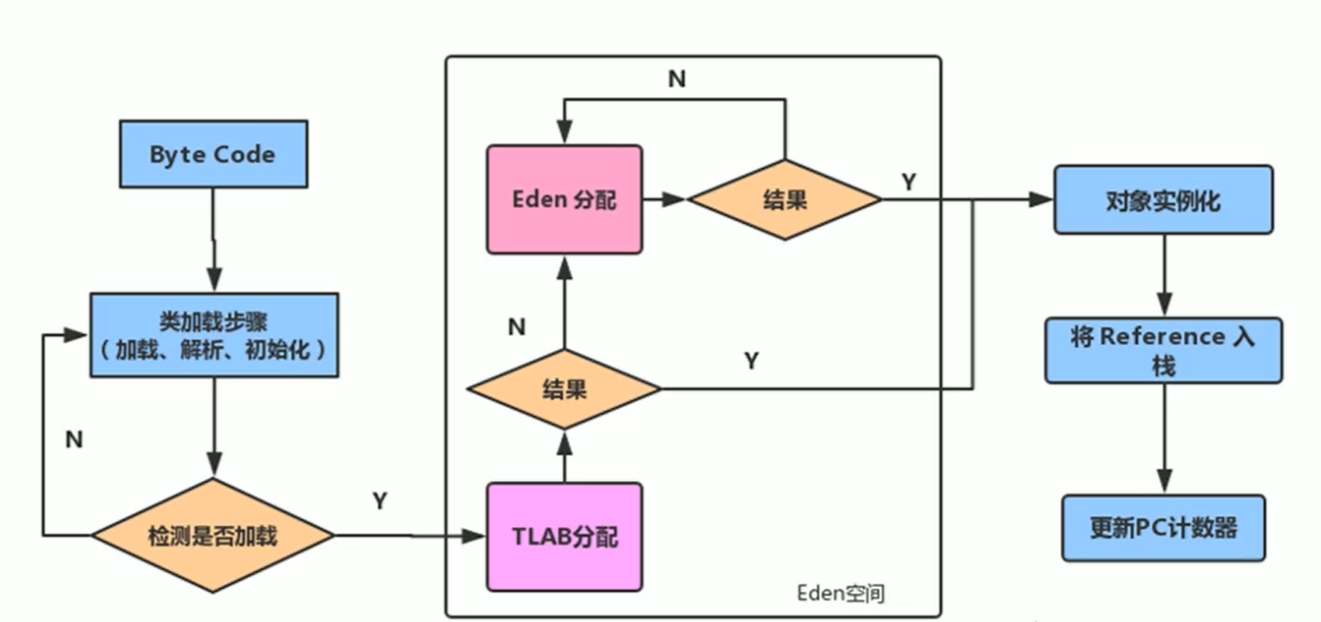 Byte Code
类加载步骤
（加载、解析、初始化）
N
检测是否加载
Y
N
Eden 分配
结果
Y
N
结果
Y
TLAB分配
Eden空间
对象实例化
将 Reference 入
栈
更新PC计数器